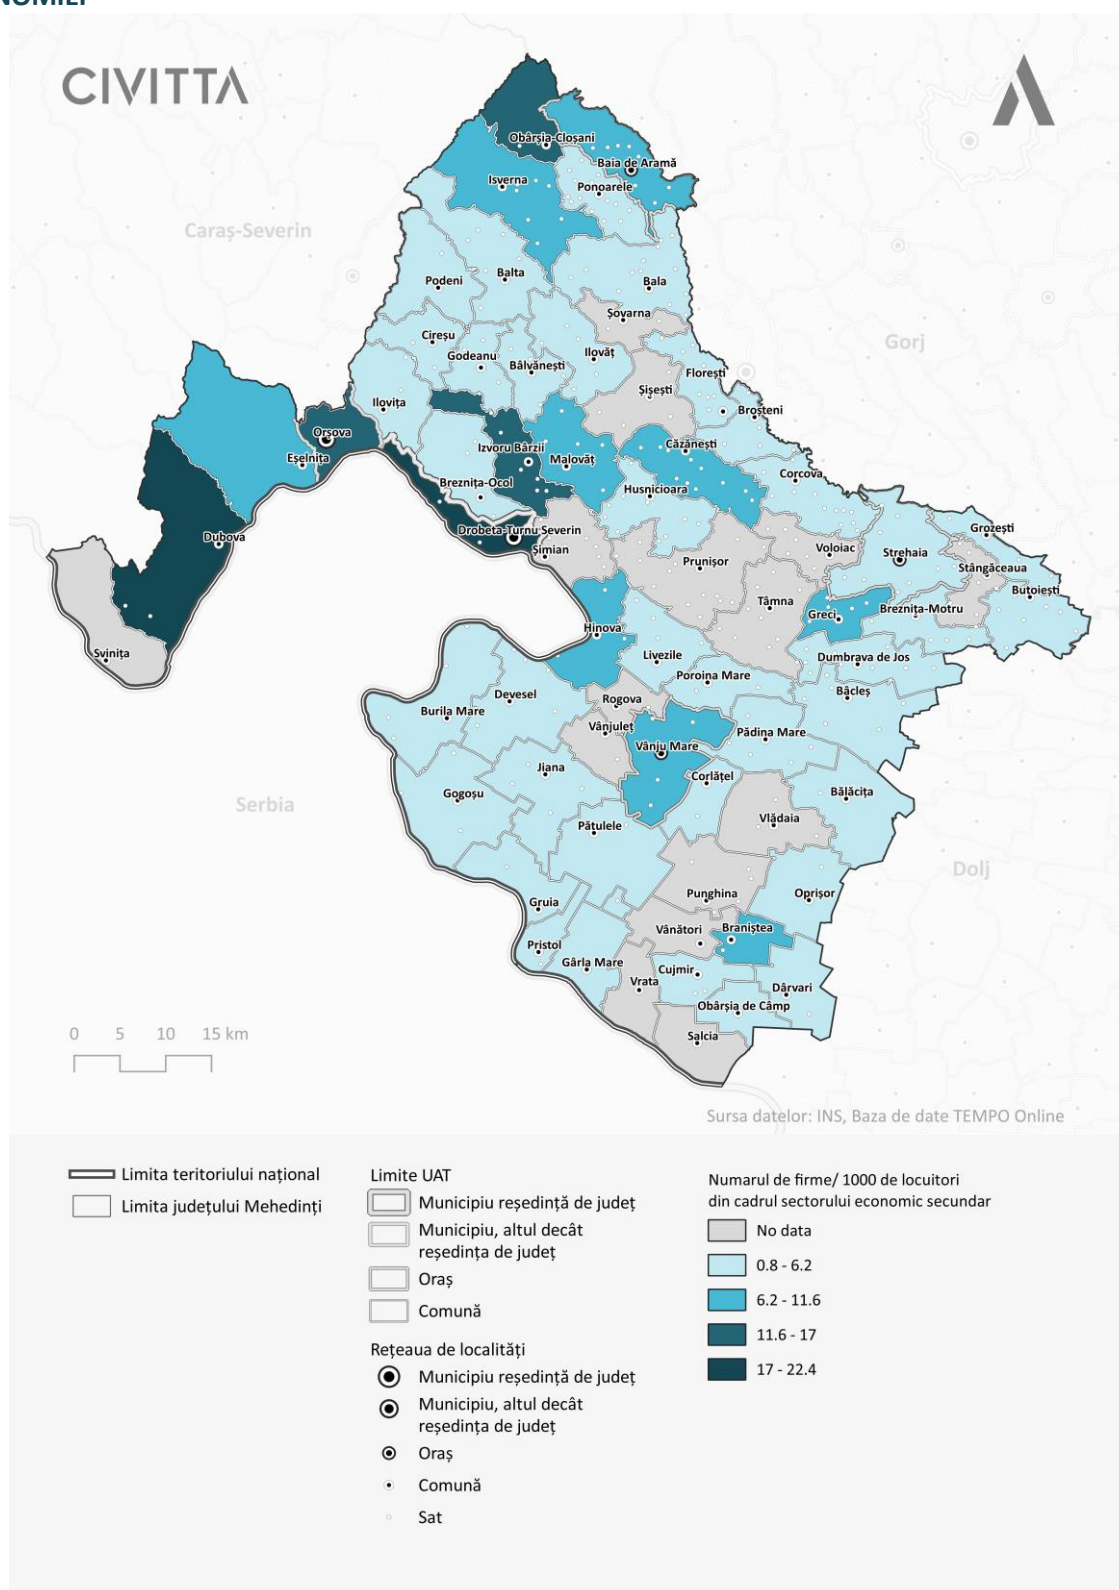 CIVITTA
Obârșia-Cloșani
Baia de Aramă
Isverna
Ponoarele
Caraș-Severin
Podeni
Balta
Bala
Șovarna
Gorj
Cireșu
Godeanu
Bâlvănești
Ilovăț
Florești
Șișești
Ilovița
Broșteni
Orșova
Izvoru Bârzii
Malovăț
Căzănești
Eșelnița
Breznița-Ocol
Husnicioara
Corcova
Grozești
Dubova
Drobeta-Turnu-Severin
Șimian
Prunișor
Voloiac
Strehaia
Stângăceaua
Butoiești
Tâmna
Greci
Breznița-Motru
Hinova
Svinița
Livezile
Dumbrava de Jos
Poroina Mare
Devesel
Rogova
Bâcleș
Burila Mare
Vânjuleț
Pădina Mare
Vânju Mare
Jiana
Corlățel
Gogoșu
Bălăcița
Serbia
Vlădaia
Pătulele
Dolj
Punghina
Oprișor
Gruia
Vânători
Braniștea
Pristol
Gârla Mare
Cujmir
Vrata
Dârvari
Obârșia de Câmp
Salcia
0 5 10 15 km
Sursa datelor: INS, Baza de date TEMPO Online
Limita teritoriului național
Limita județului Mehedinți
Limite UAT
Municipiu reședință de județ
Municipiu, altul decât
reședința de județ
Oraș
Comună
Rețeaua de localități
Municipiu reședință de județ
Municipiu, altul decât
reședința de județ
Oraș
Comună
Sat
Numarul de firme/ 1000 de locuitori
din cadrul sectorului economic secundar
No data
0.8 - 6.2
6.2 - 11.6
11.6 - 17
17 - 22.4